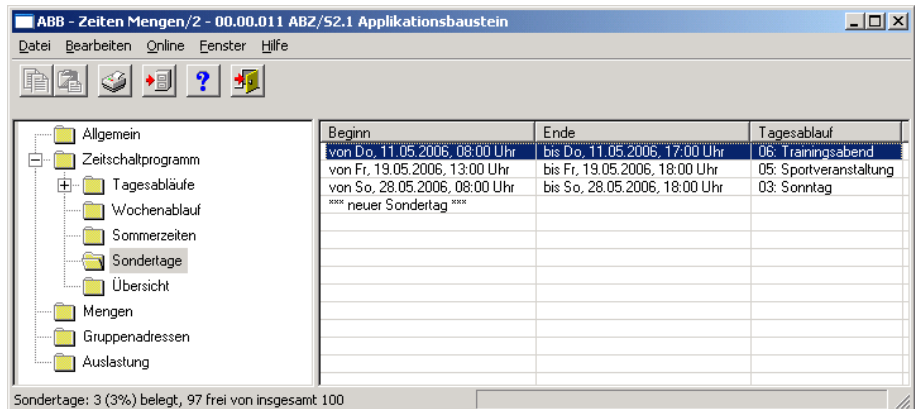 ABB - Zeiten Mengen/2 - 00.00.011 ABZ/S2.1 Applikationsbaustein
Datei Bearbeiten Online Fenster Hilfe
?
Allgemein
Zeitschaltprogramm
Tagesabläufe
Wochenablauf
Sommerzeiten
Sondertage
Übersicht
Mengen
Gruppenadressen
Auslastung
Beginn Ende Tagesablauf
von Do, 11.05.2006, 08:00 Uhr bis Do, 11.05.2006, 17:00 Uhr 06: Trainingsabend
von Fr, 19.05.2006, 13:00 Uhr bis Fr, 19.05.2006, 18:00 Uhr 05: Sportveranstaltung
von So, 28.05.2006, 08:00 Uhr bis So, 28.05.2006, 18:00 Uhr 03: Sonntag
*** neuer Sondertag ***
Sondertage: 3 (3%) belegt, 97 frei von insgesamt 100